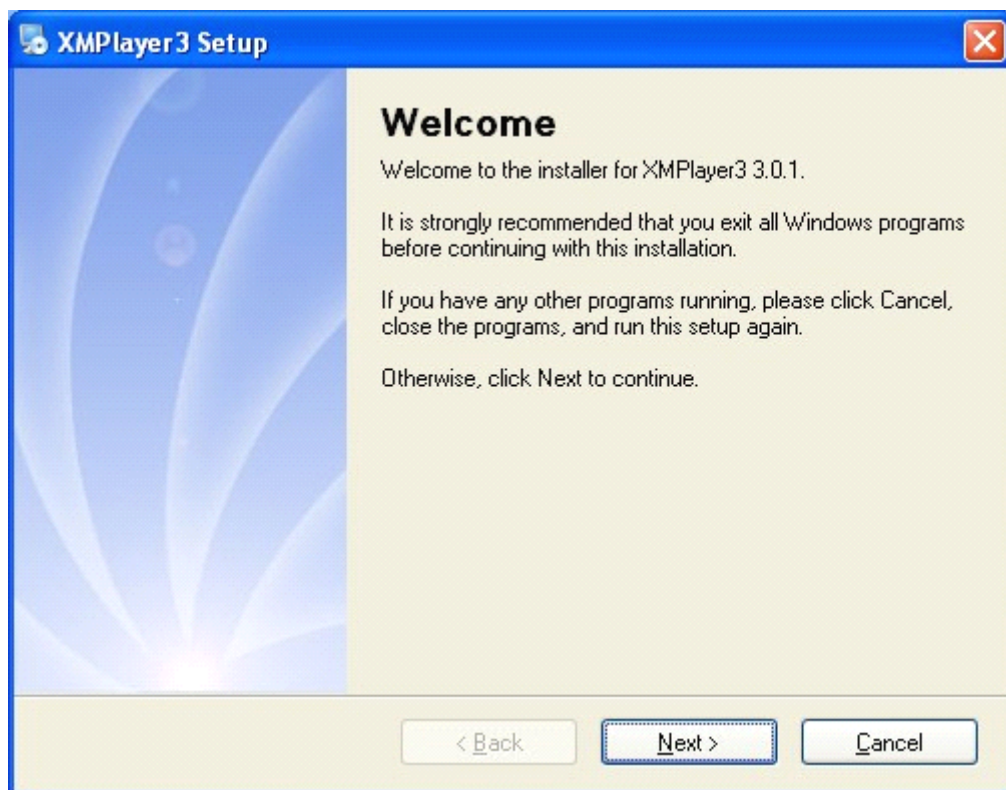 XMPlayer3 Setup
Welcome
Welcome to the installer for XMPlayer3 3.0.1.
It is strongly recommended that you exit all Windows programs
before continuing with this installation.
If you have any other programs running, please click Cancel,
close the programs, and run this setup again.
Otherwise, click Next to continue.
< Back
Next >
Cancel